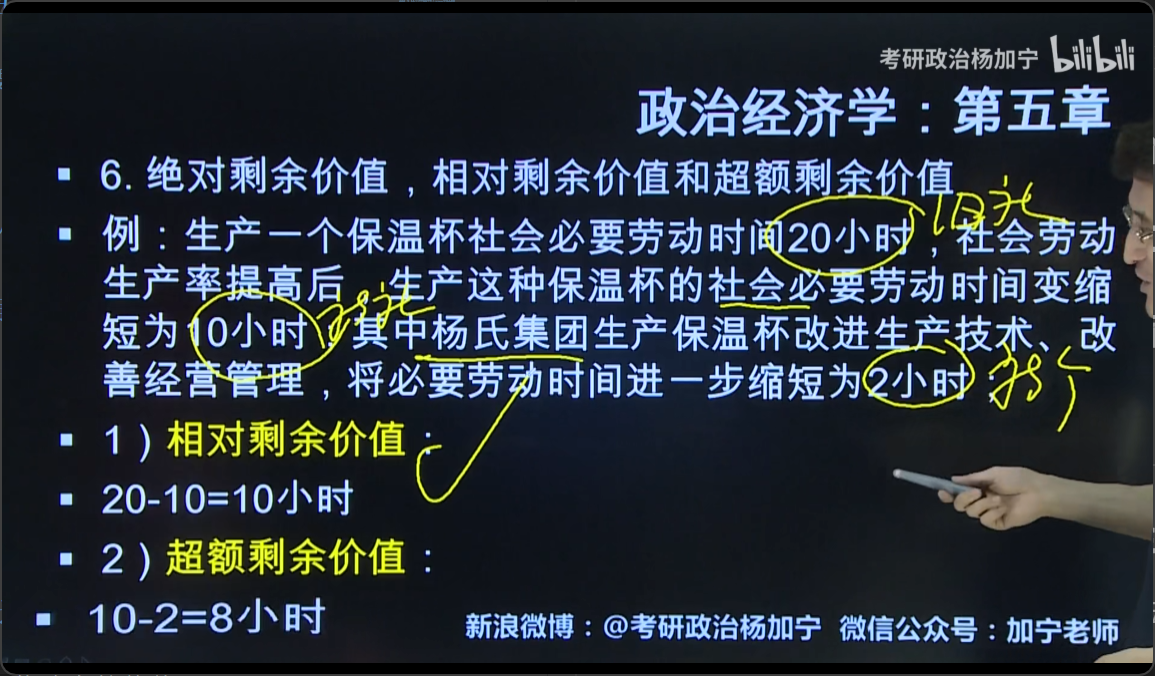 考研政治杨加宁 bilibili
政治经济学：第五章
6. 绝对剩余价值，相对剩余价值和超额剩余价值
例：生产一个保温杯社会必要劳动时间20小时，社会劳动
生产率提高后，生产这种保温杯的社会必要劳动时间变缩
短为10小时，其中杨氏集团生产保温杯改进生产技术、改
善经营管理，将必要劳动时间进一步缩短为2小时；
1）相对剩余价值：
20-10=10小时
2）超额剩余价值：
10-2=8小时
新浪微博：@考研政治杨加宁 微信公众号：加宁老师